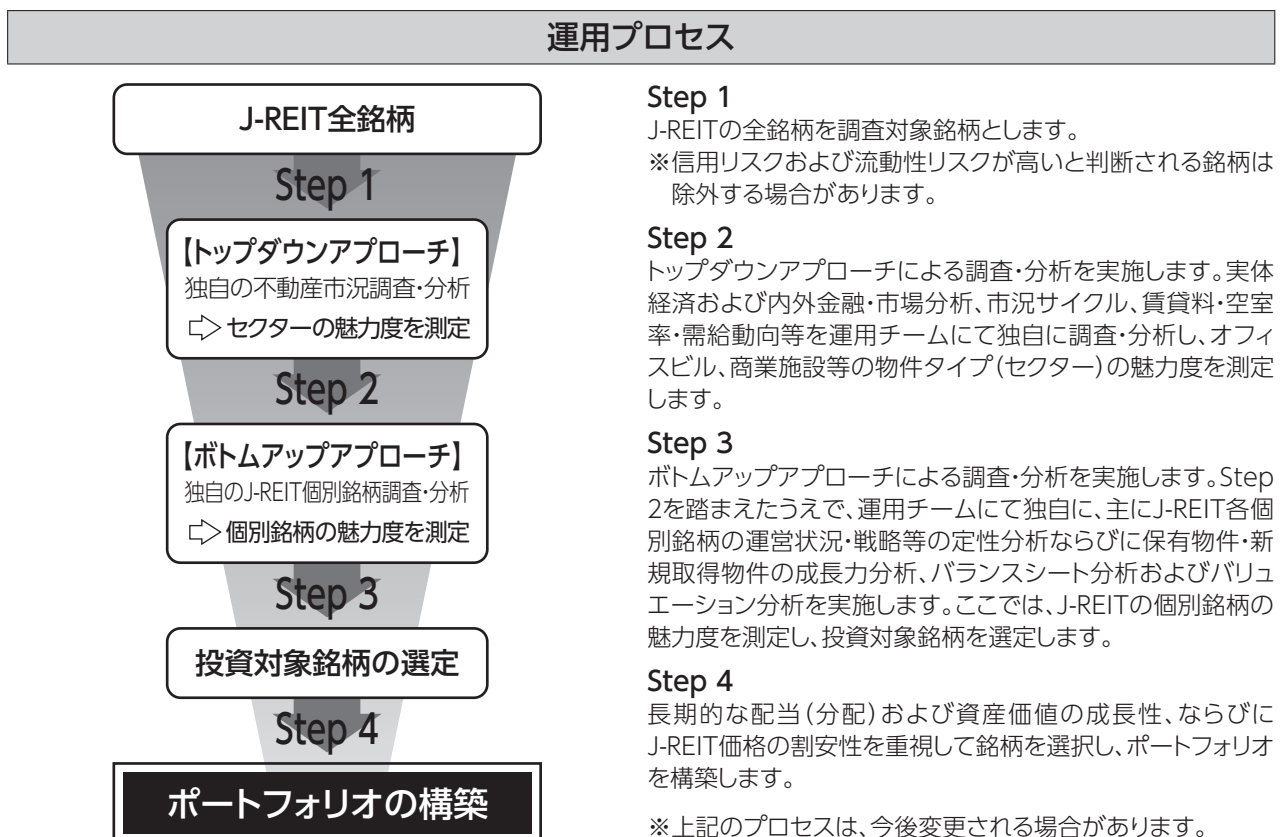 運用プロセス
J-REIT全銘柄
Step 1
【トップダウンアプローチ】
独自の不動産市況調査・分析
⇨セクターの魅力度を測定
Step 2
【ボトムアップアプローチ】
独自のJ-REIT個別銘柄調査・分析
⇨個別銘柄の魅力度を測定
Step 3
投資対象銘柄の選定
Step 4
ポートフォリオの構築
Step 1
J-REITの全銘柄を調査対象銘柄とします。
※信用リスクおよび流動性リスクが高いと判断される銘柄は
除外する場合があります。
Step 2
トップダウンアプローチによる調査・分析を実施します。実体
経済および内外金融・市場分析、市況サイクル、賃貸料・空室
率・需給動向等を運用チームにて独自に調査・分析し、オフィ
スビル、商業施設等の物件タイプ(セクター)の魅力度を測定
します。
Step 3
ボトムアップアプローチによる調査・分析を実施します。Step
2を踏まえたうえで、運用チームにて独自に、主にJ-REIT各個
別銘柄の運営状況・戦略等の定性分析ならびに保有物件・新
規取得物件の成長力分析、バランスシート分析およびバリュ
エーション分析を実施します。ここでは、J-REITの個別銘柄の
魅力度を測定し、投資対象銘柄を選定します。
Step 4
長期的な配当(分配)および資産価値の成長性、ならびに
J-REIT価格の割安性を重視して銘柄を選択し、ポートフォリオ
を構築します。
※上記のプロセスは、今後変更される場合があります。